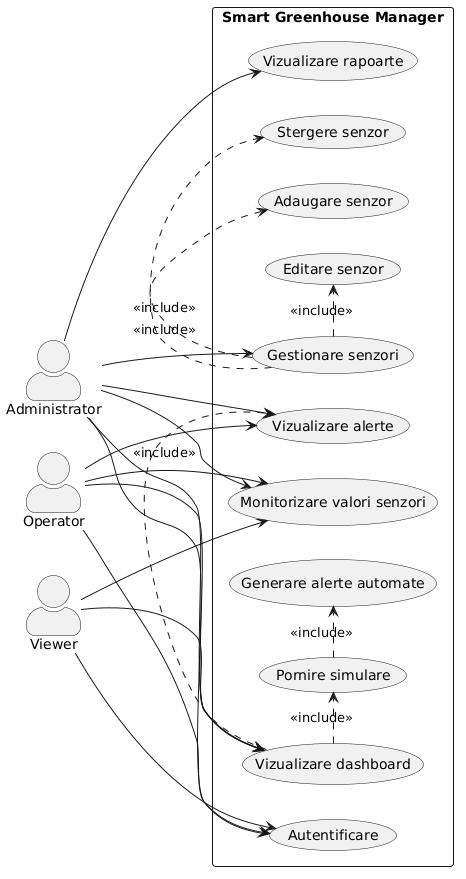 Smart Greenhouse Manager
Vizualizare rapoarte
Stergere senzor
Adaugare senzor
Editare senzor
«include»
«include»
«include»
Gestionare senzori
Administrator
Vizualizare alerte
«include»
Operator
Monitorizare valori senzori
Generare alerte automate
Viewer
«include»
Pornire simulare
«include»
Vizualizare dashboard
Autentificare